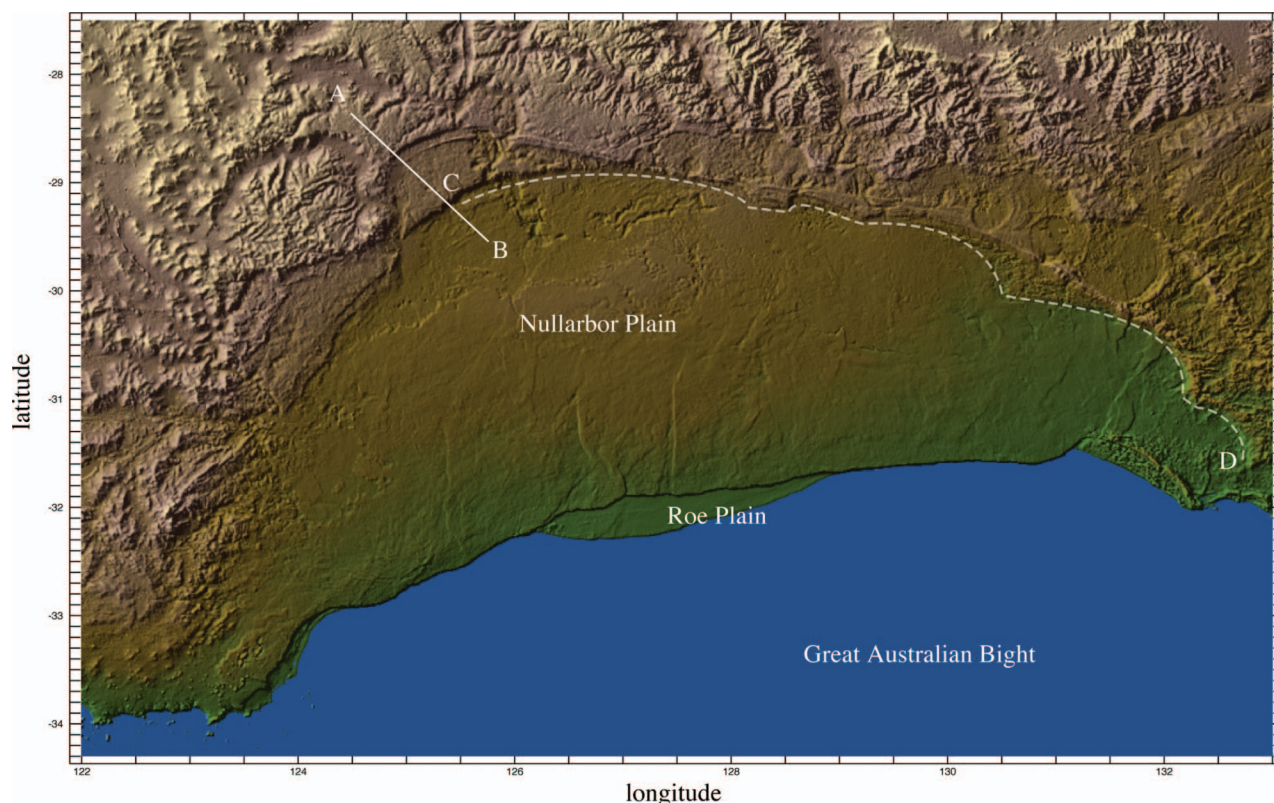 -28
A
-29
C
B
-30
Nullarbor Plain
latitude
-31
D
-32
Roe Plain
-33
Great Australian Bight
-34
122
124
126
128
130
132
longitude